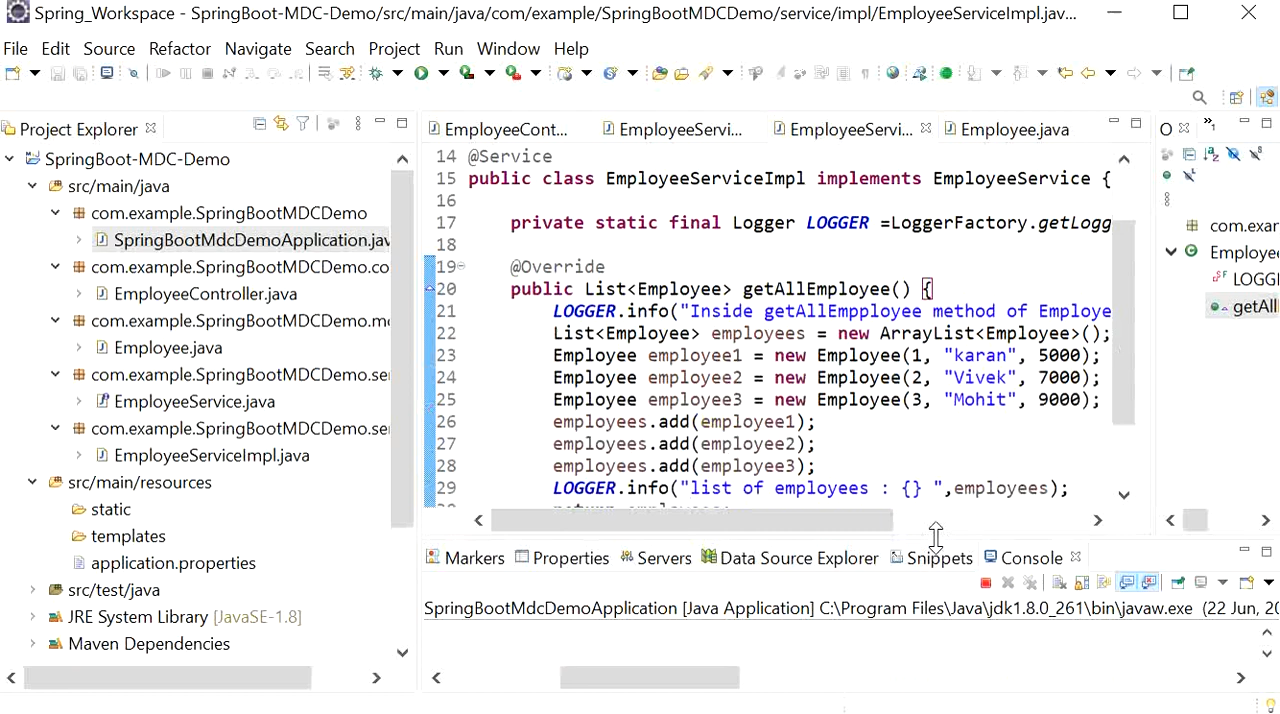 Spring_Workspace - SpringBoot-MDC-Demo/src/main/java/com/example/SpringBootMDCDemo/service/impl/EmployeeServiceImpl.jav...
File Edit Source Refactor Navigate Search Project Run Window Help
Project Explorer
SpringBoot-MDC-Demo
src/main/java
com.example.SpringBootMDCDemo
SpringBootMdcDemoApplication.jav
com.example.SpringBootMDCDemo.co
EmployeeController.java
com.example.SpringBootMDCDemo.mo
Employee.java
com.example.SpringBootMDCDemo.ser
EmployeeService.java
com.example.SpringBootMDCDemo.ser
EmployeeServiceImpl.java
src/main/resources
static
templates
application.properties
src/test/java
JRE System Library [JavaSE-1.8]
Maven Dependencies
EmployeeCont... EmployeeServi... EmployeeServi... Employee.java
14 @Service
15 public class EmployeeServiceImpl implements EmployeeService {
16
17 private static final Logger LOGGER =LoggerFactory.getLogg
18
19 @Override
20 public List<Employee> getAllEmployee() {
21 LOGGER.info("Inside getAllEmpployee method of Employe
22 List<Employee> employees = new ArrayList<Employee>();
23 Employee employee1 = new Employee(1, "karan", 5000);
24 Employee employee2 = new Employee(2, "Vivek", 7000);
25 Employee employee3 = new Employee(3, "Mohit", 9000);
26 employees.add(employee1);
27 employees.add(employee2);
28 employees.add(employee3);
29 LOGGER.info("list of employees : {} ",employees);
O
1
com.exam
Employee
LOGGE
getAll
Markers Properties Servers Data Source Explorer Snippets Console
SpringBootMdcDemoApplication [Java Application] C:\Program Files\Java\jdk1.8.0_261\bin\javaw.exe (22 Jun, 20